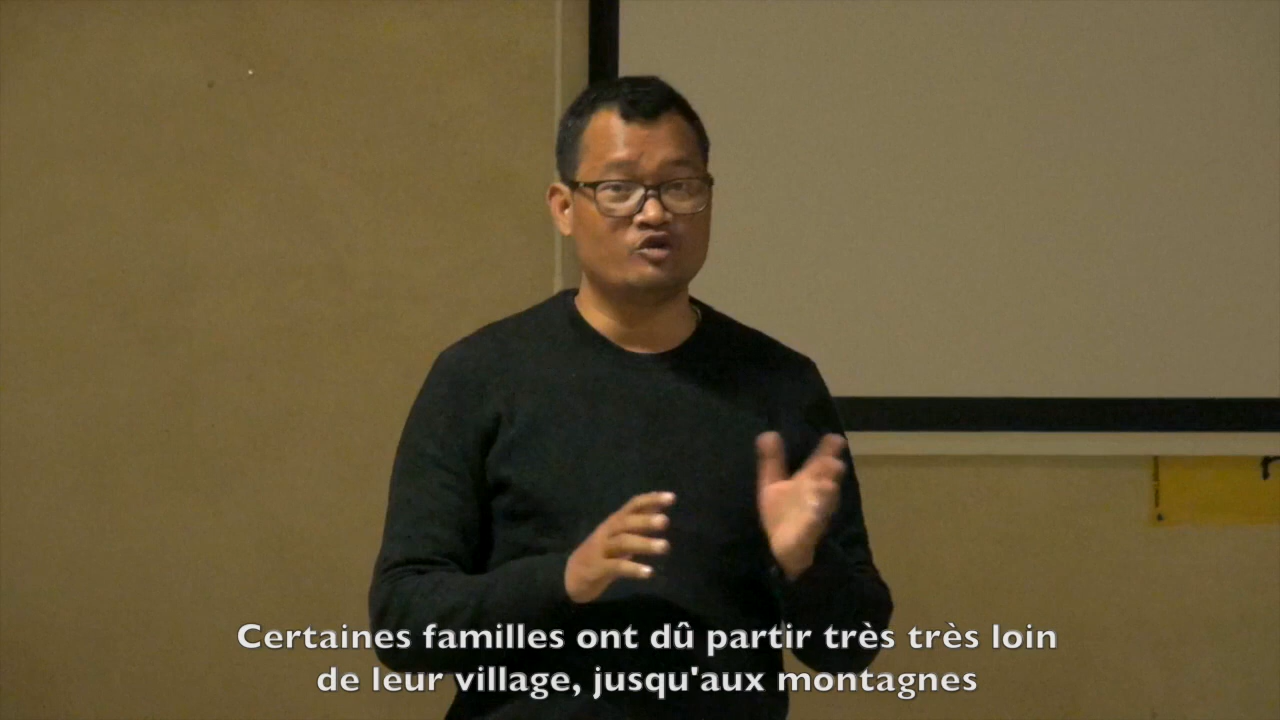 Certaines familles ont dû partir très très loin
de leur village, jusqu'aux montagnes